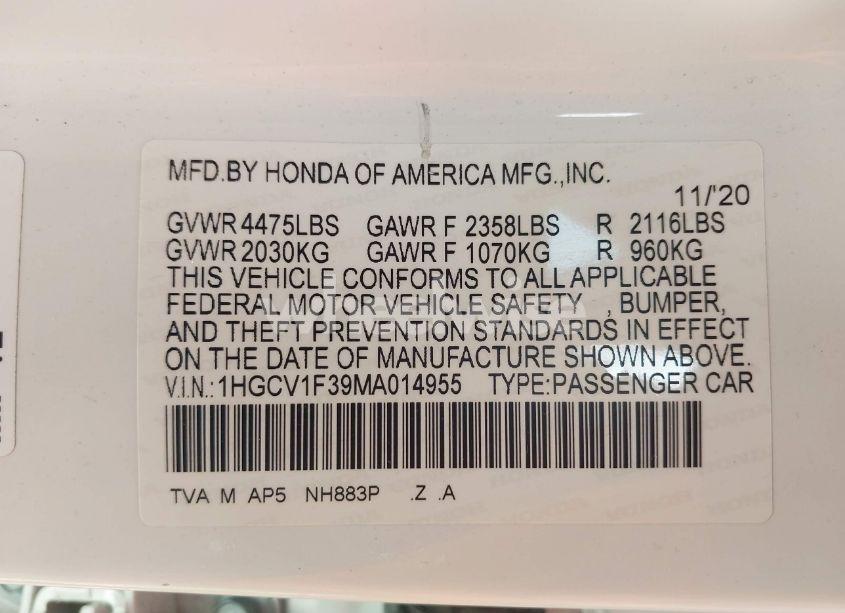 MFD.BY HONDA OF AMERICA MFG.,INC.
11/'20
GVWR 4475LBS GAWR F 2358LBS R 2116LBS
GVWR 2030KG GAWR F 1070KG R 960KG
THIS VEHICLE CONFORMS TO ALL APPLICABLE
FEDERAL MOTOR VEHICLE SAFETY , BUMPER,
AND THEFT PREVENTION STANDARDS IN EFFECT
ON THE DATE OF MANUFACTURE SHOWN ABOVE.
V.I.N.:1HGCV1F39MA014955 TYPE:PASSENGER CAR
TVA M AP5 NH883P .Z .A